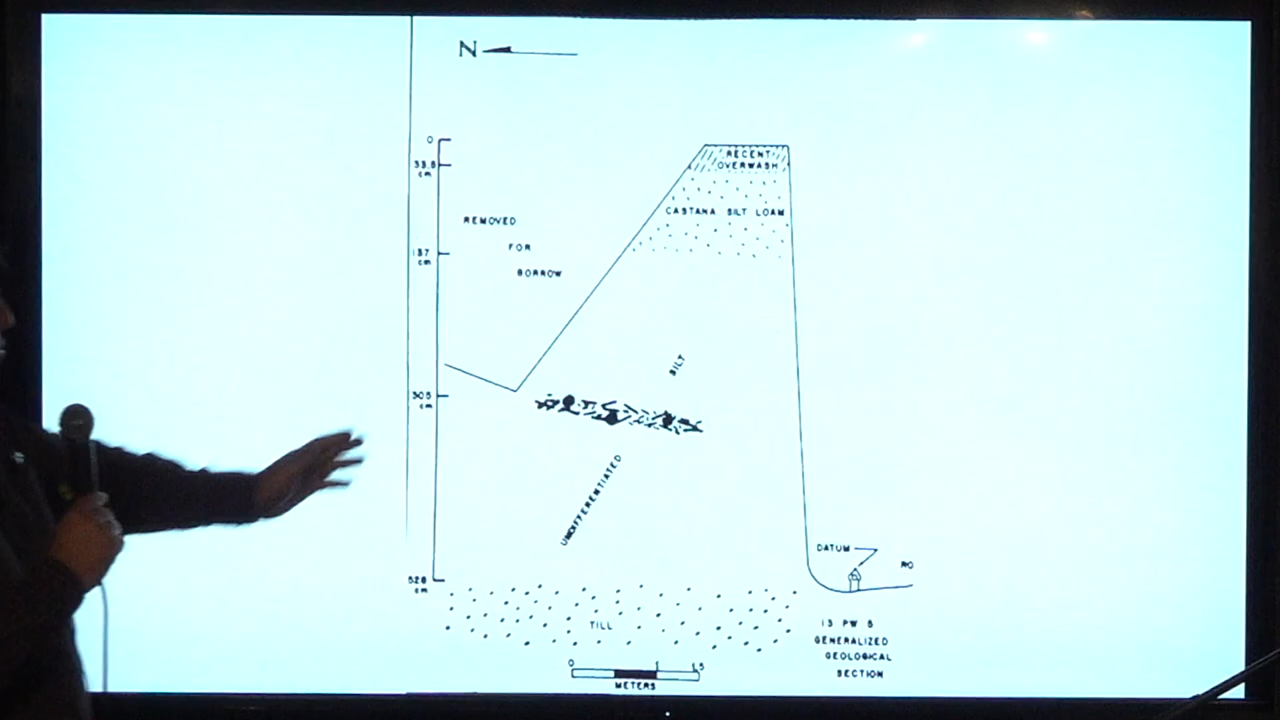 N
0
33.5
cm
RECENT
OVERWASH
CASTANA SILT LOAM
REMOVED
FOR
BORROW
137
cm
SILT
305
cm
UNDIFFERENTIATED
DATUM
RO
528
cm
TILL
0 1 1.5
METERS
13 PW 5
GENERALIZED
GEOLOGICAL
SECTION